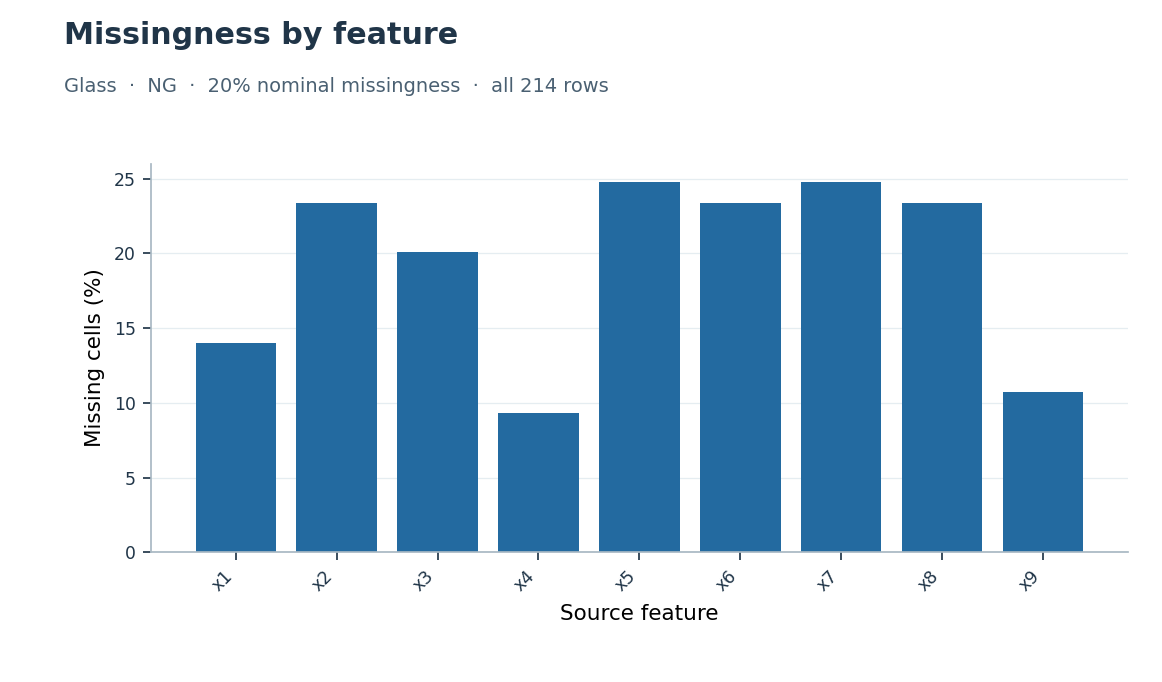 Missingness by feature
Glass · NG · 20% nominal missingness · all 214 rows
Missing cells (%)
25
20
15
10
5
0
x1 x2 x3 x4 x5 x6 x7 x8 x9
Source feature